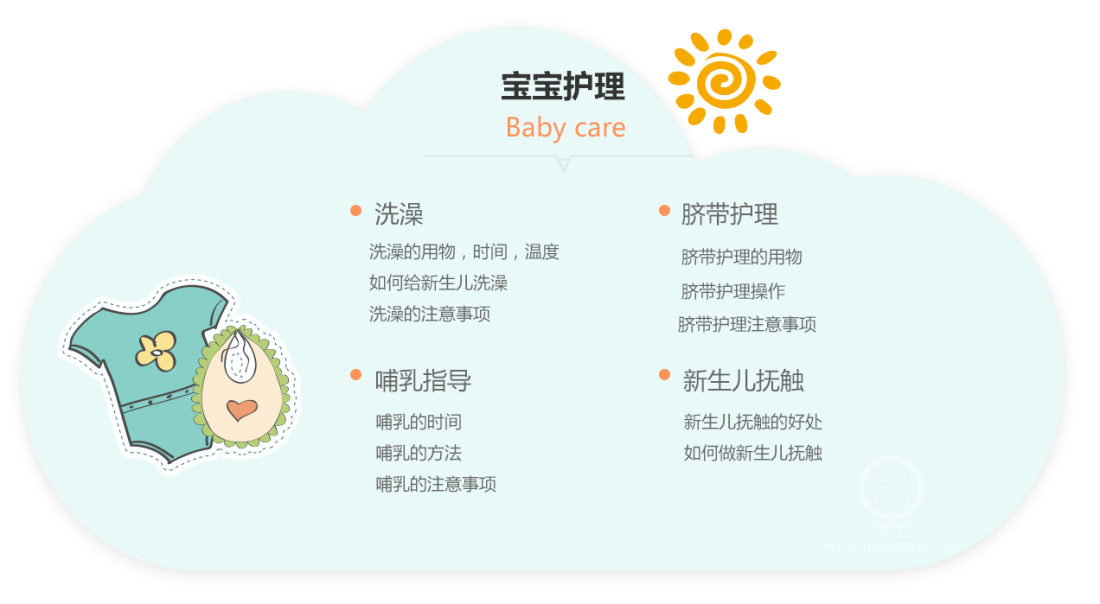 宝宝护理
Baby care
洗澡
洗澡的用物，时间，温度
如何给新生儿洗澡
洗澡的注意事项
脐带护理
脐带护理的用物
脐带护理操作
脐带护理注意事项
哺乳指导
哺乳的时间
哺乳的方法
哺乳的注意事项
新生儿抚触
新生儿抚触的好处
如何做新生儿抚触